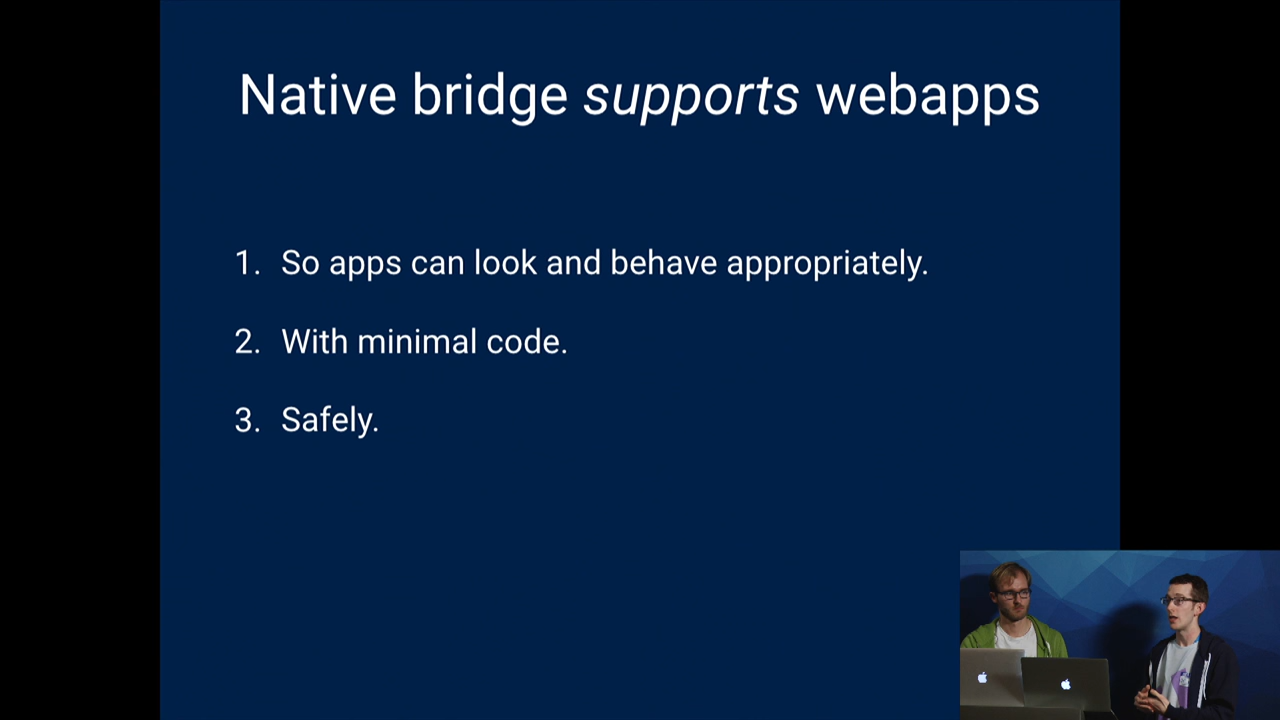 Native bridge supports webapps
1. So apps can look and behave appropriately.
2. With minimal code.
3. Safely.